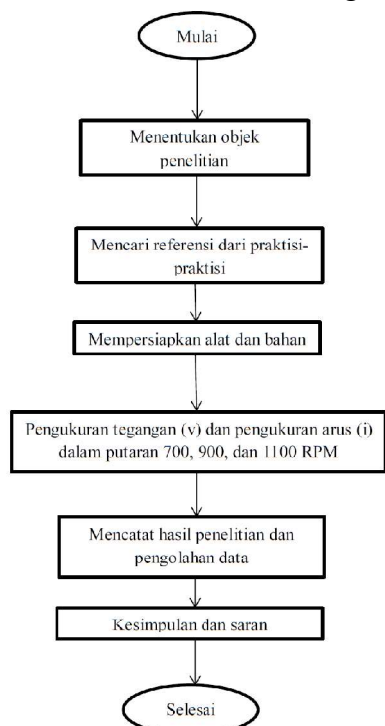 Mulai
Menentukan objek
penelitian
Mencari referensi dari praktisi-
praktisi
Mempersiapkan alat dan bahan
Pengukuran tegangan (v) dan pengukuran arus (i)
dalam putaran 700, 900, dan 1100 RPM
Mencatat hasil penelitian dan
pengolahan data
Kesimpulan dan saran
Selesai